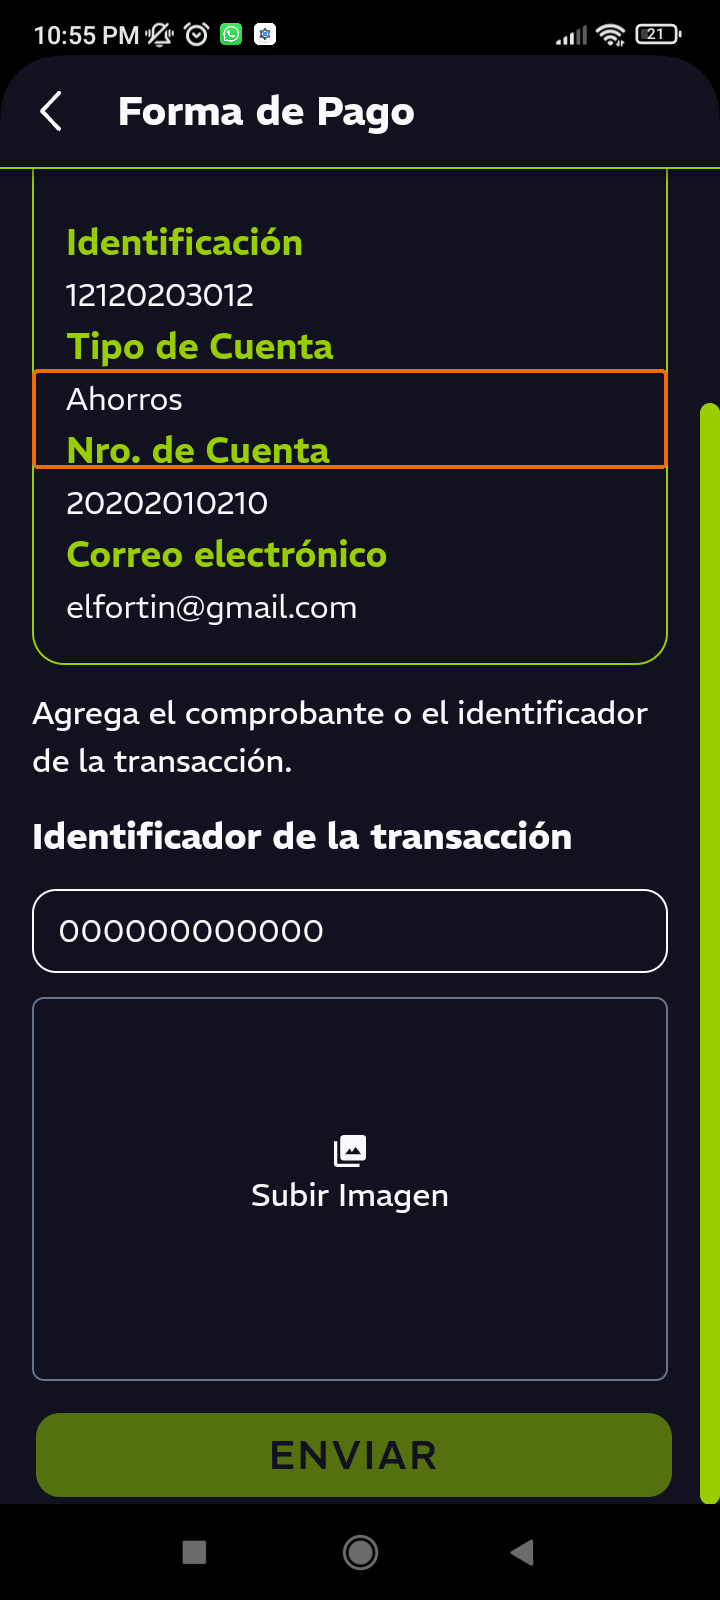 10:55 PM
21
Forma de Pago
Identificación
12120203012
Tipo de Cuenta
Ahorros
Nro. de Cuenta
20202010210
Correo electrónico
elfortin@gmail.com
Agrega el comprobante o el identificador
de la transacción.
Identificador de la transacción
000000000000
Subir Imagen
ENVIAR